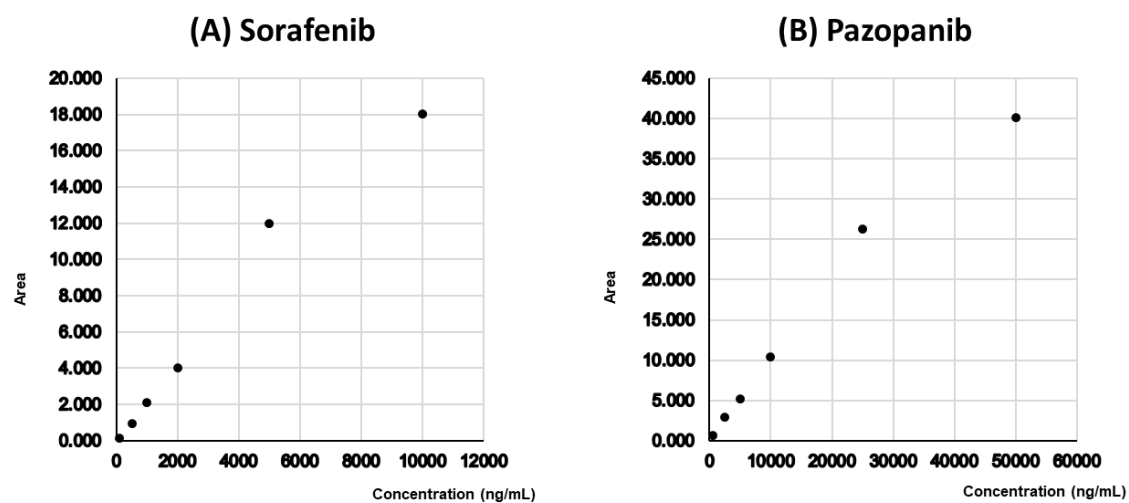 (A) Sorafenib
20.000
18.000
16.000
14.000
12.000
10.000
8.000
6.000
4.000
2.000
0.000
Area
0 2000 4000 6000 8000 10000 12000
Concentration (ng/mL)
(B) Pazopanib
45.000
40.000
35.000
30.000
25.000
20.000
15.000
10.000
5.000
0.000
Area
0 10000 20000 30000 40000 50000 60000
Concentration (ng/mL)